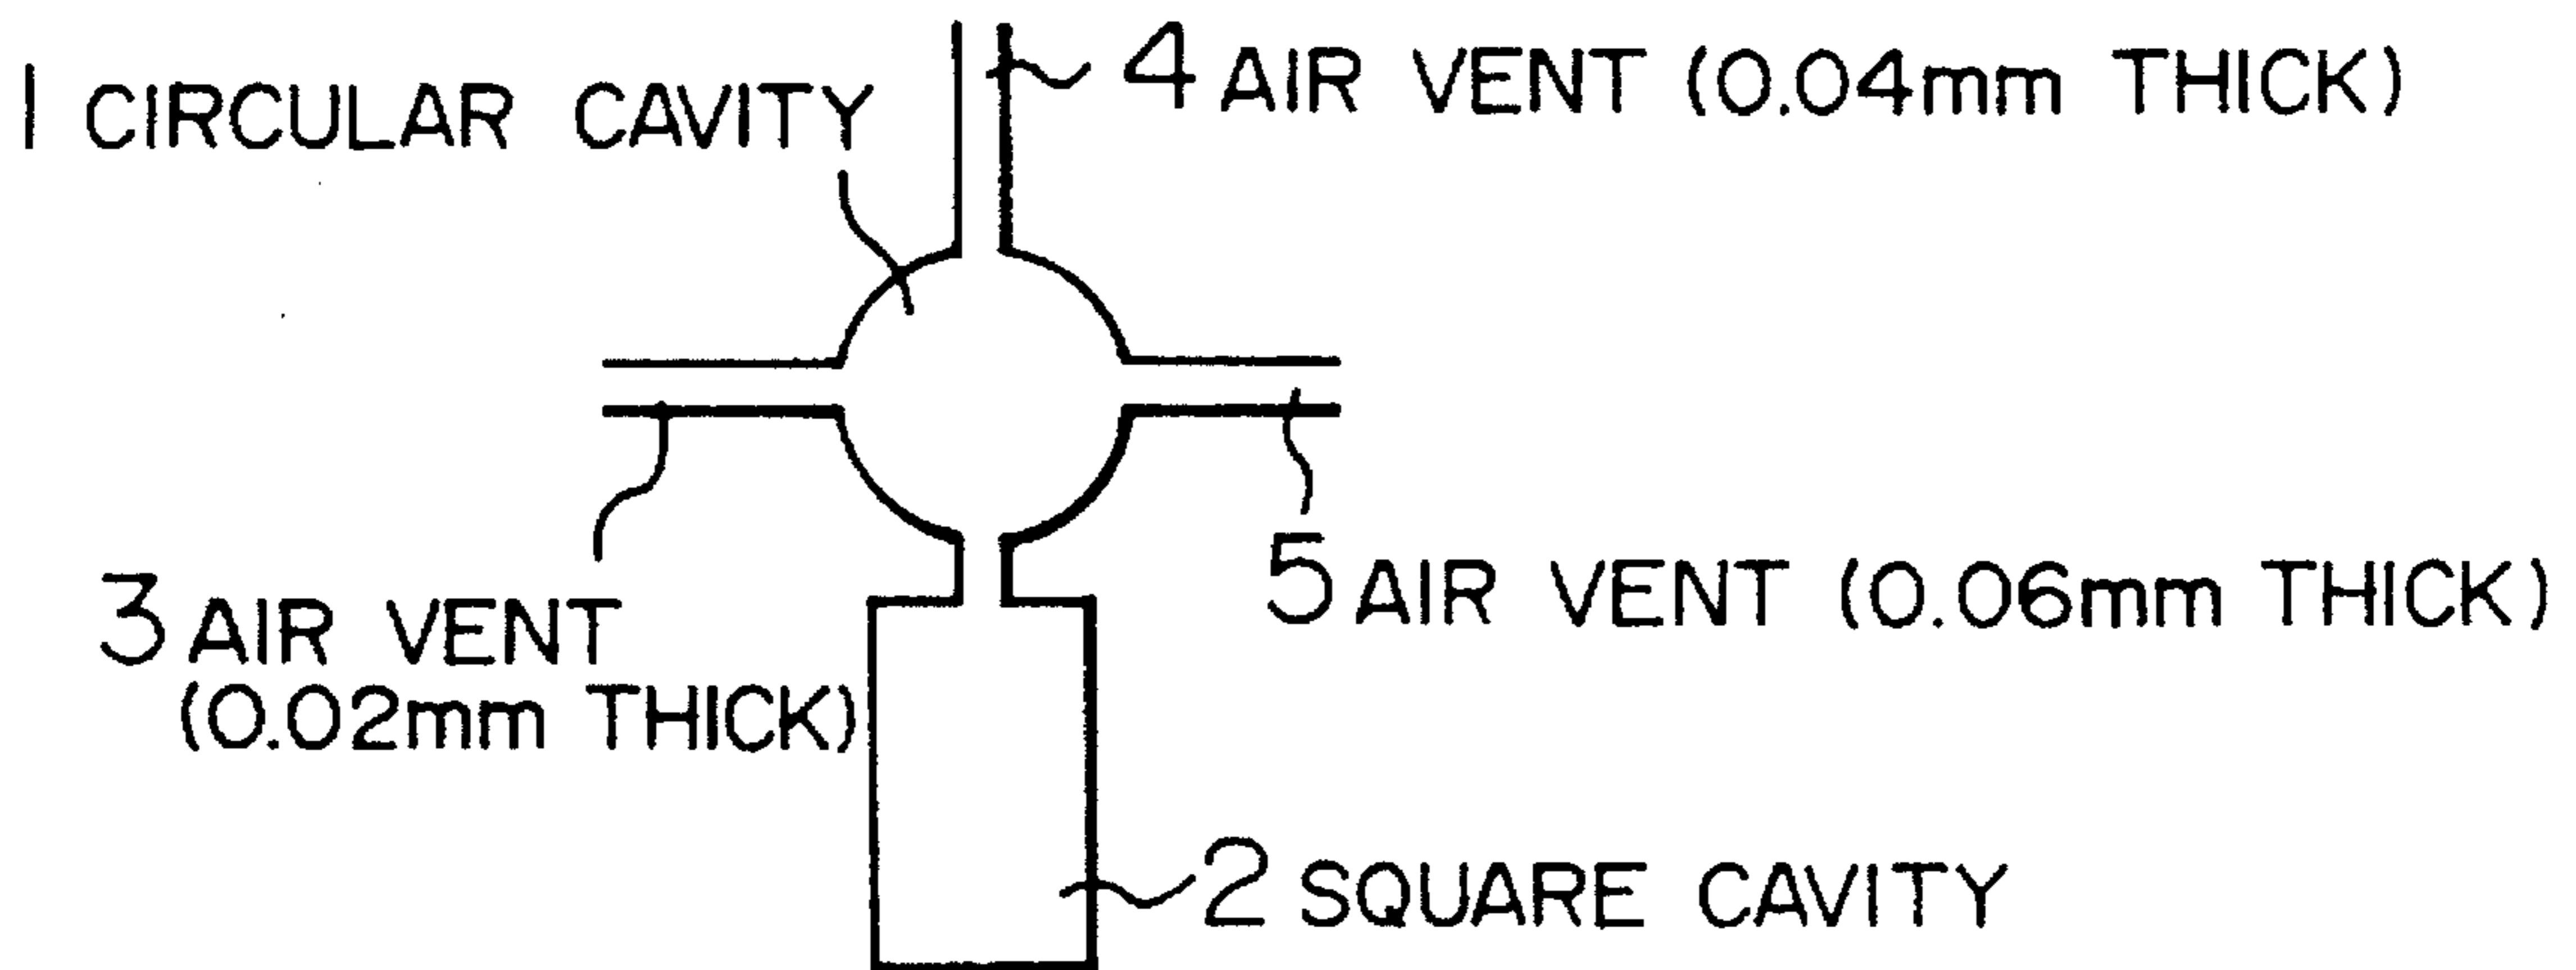 4 AIR VENT (0.04mm THICK)
1 CIRCULAR CAVITY
5 AIR VENT (0.06mm THICK)
3 AIR VENT
(0.02mm THICK)
2 SQUARE CAVITY